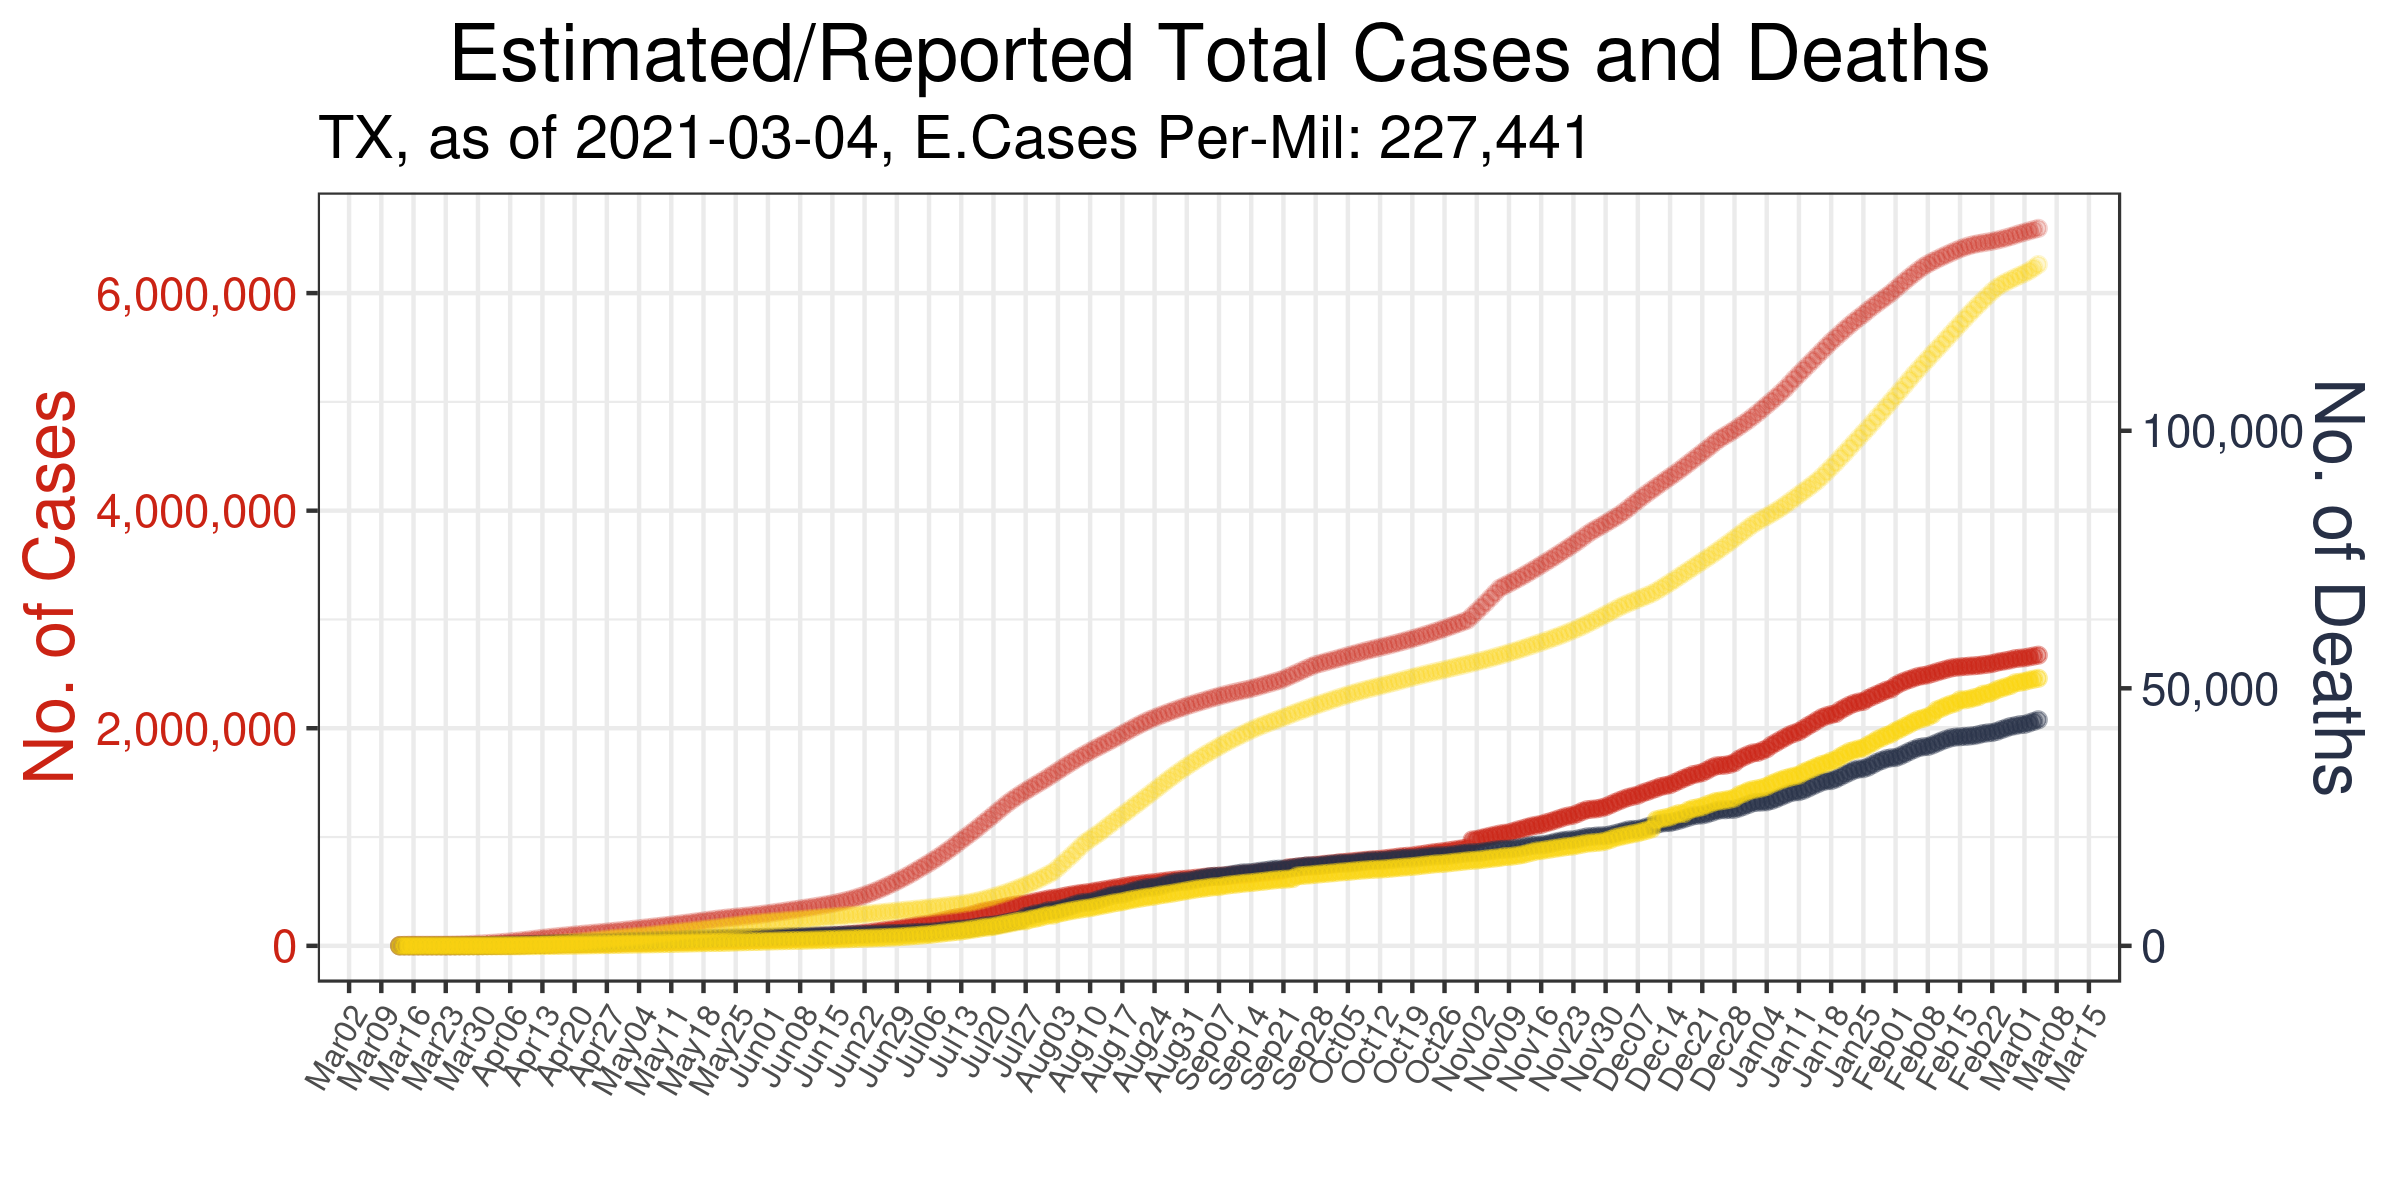 Estimated/Reported Total Cases and Deaths
TX, as of 2021-03-04, E.Cases Per-Mil: 227,441
No. of Cases
6,000,000
4,000,000
2,000,000
0
No. of Deaths
100,000
50,000
0
Mar02
Mar09
Mar16
Mar23
Mar30
Apr06
Apr13
Apr20
Apr27
May04
May11
May18
May25
Jun01
Jun08
Jun15
Jun22
Jun29
Jul06
Jul13
Jul20
Jul27
Aug03
Aug10
Aug17
Aug24
Aug31
Sep07
Sep14
Sep21
Sep28
Oct05
Oct12
Oct19
Oct26
Nov02
Nov09
Nov16
Nov23
Nov30
Dec07
Dec14
Dec21
Dec28
Jan04
Jan11
Jan18
Jan25
Feb01
Feb08
Feb15
Feb22
Mar01
Mar08
Mar15